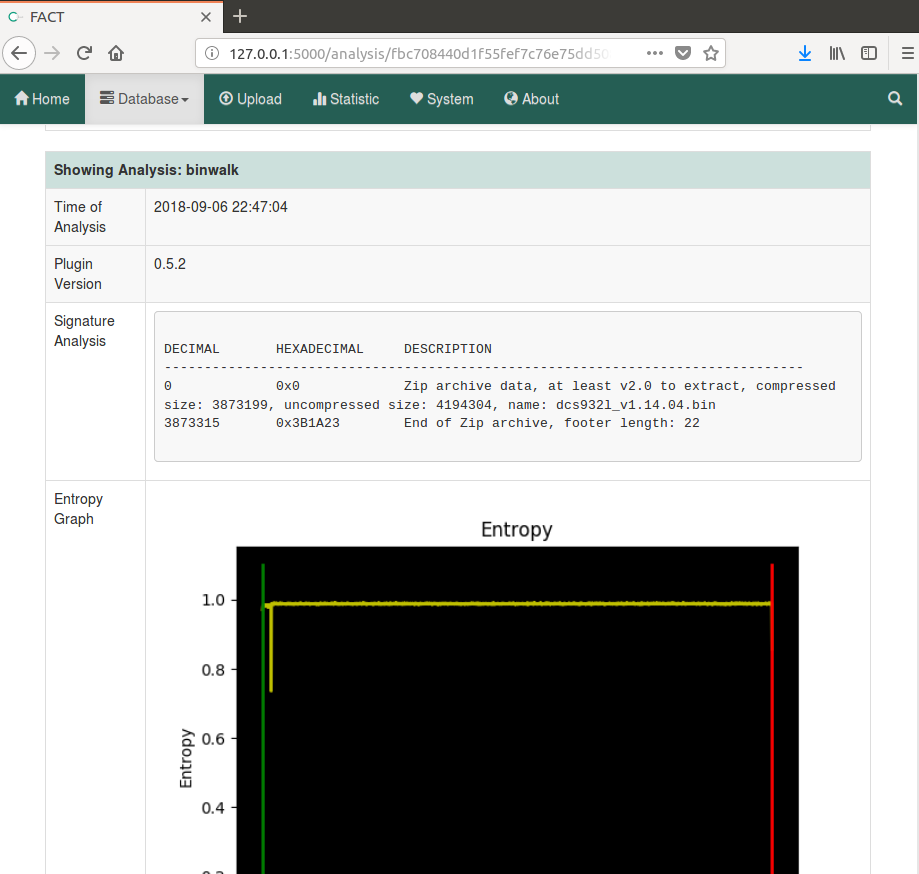 FACT
127.0.0.1:5000/analysis/fbc708440d1f55fef7c76e75dd50
Home Database Upload Statistic System About
Showing Analysis: binwalk
Time of Analysis
2018-09-06 22:47:04
Plugin Version
0.5.2
Signature Analysis
DECIMAL HEXADECIMAL DESCRIPTION
--------------------------------------------------------------------------------
0 0x0 Zip archive data, at least v2.0 to extract, compressed
size: 3873199, uncompressed size: 4194304, name: dcs932l_v1.14.04.bin
3873315 0x3B1A23 End of Zip archive, footer length: 22
Entropy Graph
Entropy
1.0
0.8
0.6
0.4
Entropy